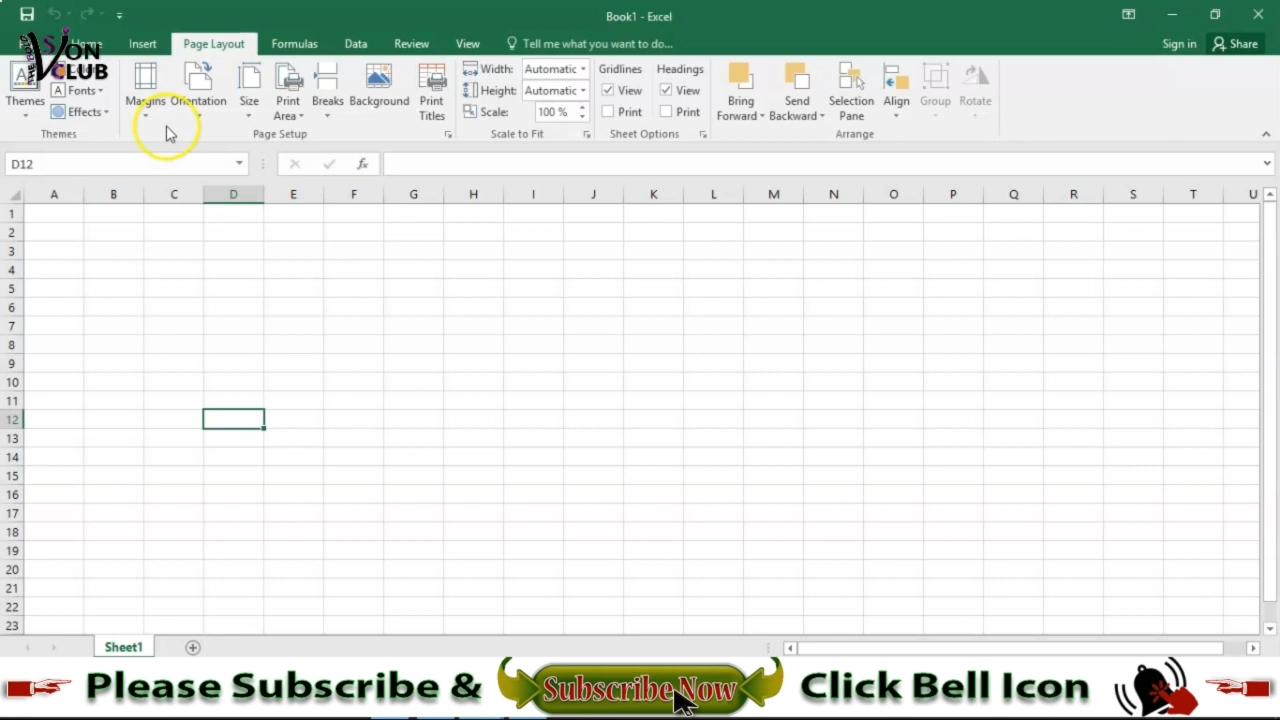 Book1 - Excel
THE iBOTS
ViSiON
CLUB
Home Insert Page Layout Formulas Data Review View Tell me what you want to do... Sign in Share
Themes
Fonts
Effects
Margins Orientation Size Print Area Breaks Background Print Titles
Width: Automatic
Height: Automatic
Scale: 100 %
Gridlines
View
Print
Headings
View
Print
Bring Forward Send Backward Selection Pane Align Group Rotate
Themes Page Setup Scale to Fit Sheet Options Arrange
D12 fx
A B C D E F G H I J K L M N O P Q R S T U
1
2
3
4
5
6
7
8
9
10
11
12
13
14
15
16
17
18
19
20
21
22
23
Sheet1
Please Subscribe & Subscribe Now Click Bell Icon